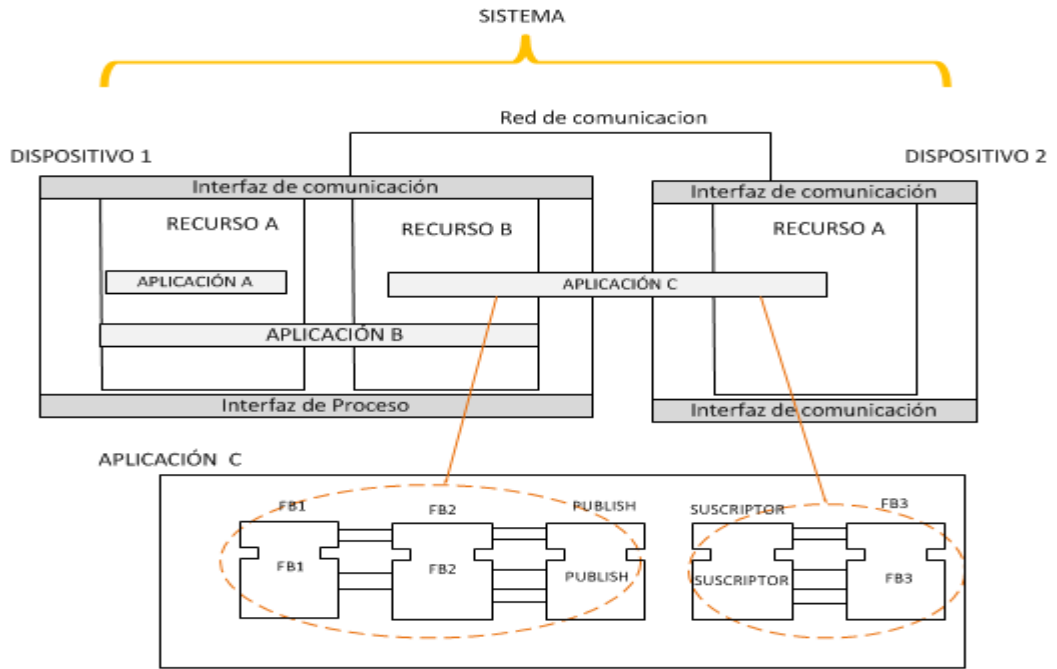 SISTEMA
Red de comunicacion
DISPOSITIVO 1
DISPOSITIVO 2
Interfaz de comunicación
Interfaz de comunicación
RECURSO A
RECURSO B
RECURSO A
APLICACIÓN A
APLICACIÓN C
APLICACIÓN B
Interfaz de Proceso
Interfaz de comunicación
APLICACIÓN C
FB1
FB2
PUBLISH
SUSCRIPTOR
FB3
FB1
FB2
PUBLISH
SUSCRIPTOR
FB3